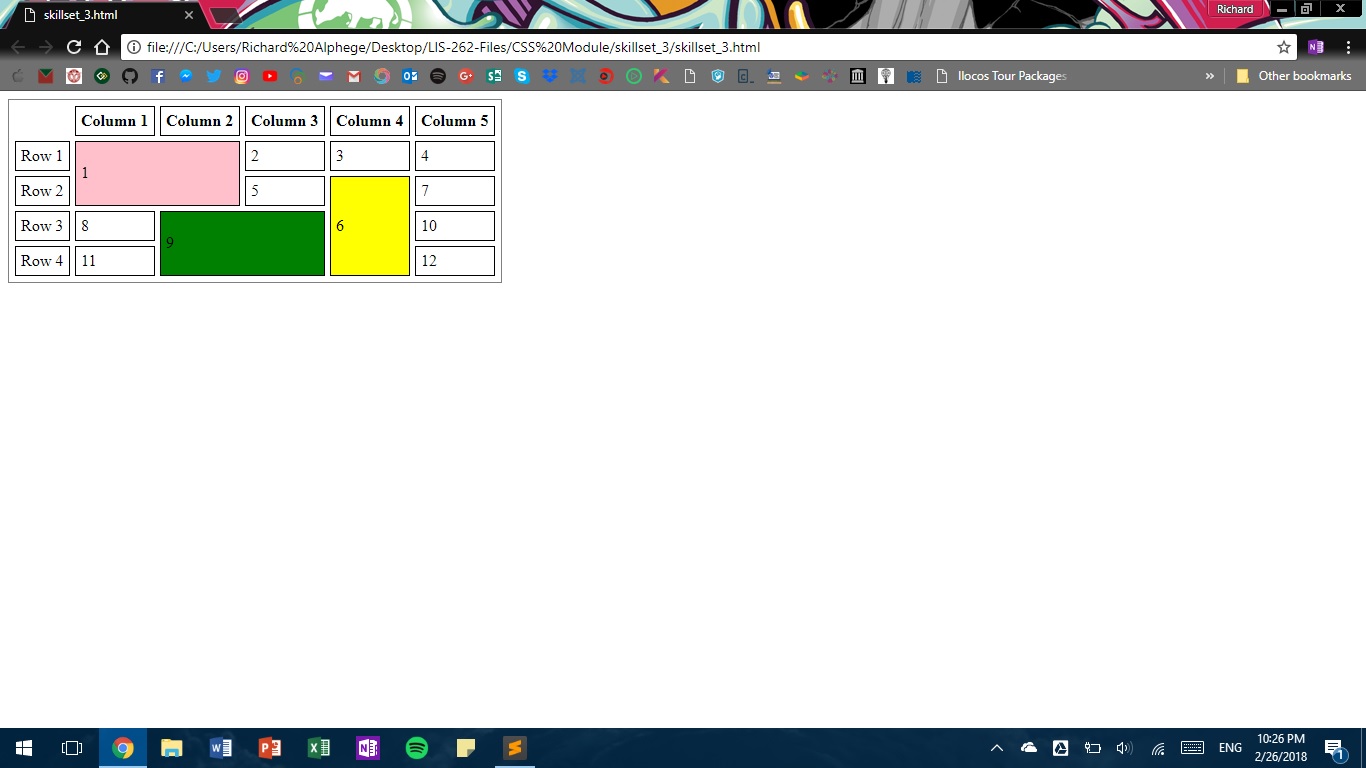 skillset_3.html
Richard
file:///C:/Users/Richard%20Alphege/Desktop/LIS-262-Files/CSS%20Module/skillset_3/skillset_3.html
Ilocos Tour Packages
» Other bookmarks
Column 1 Column 2 Column 3 Column 4 Column 5
Row 1 1 2 3 4
Row 2 5 6 7
Row 3 8 9 10
Row 4 11 12
ENG
10:26 PM
2/26/2018
1